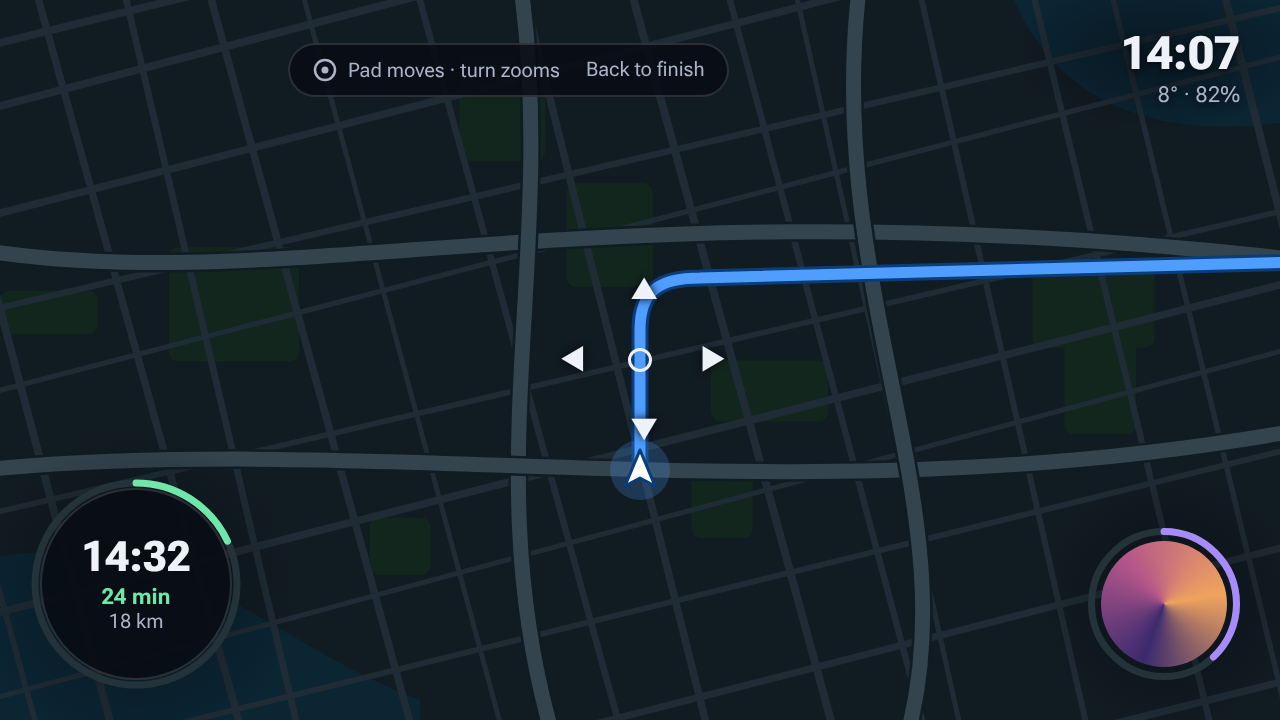 Pad moves · turn zooms Back to finish
14:07
8° · 82%
14:32
24 min
18 km